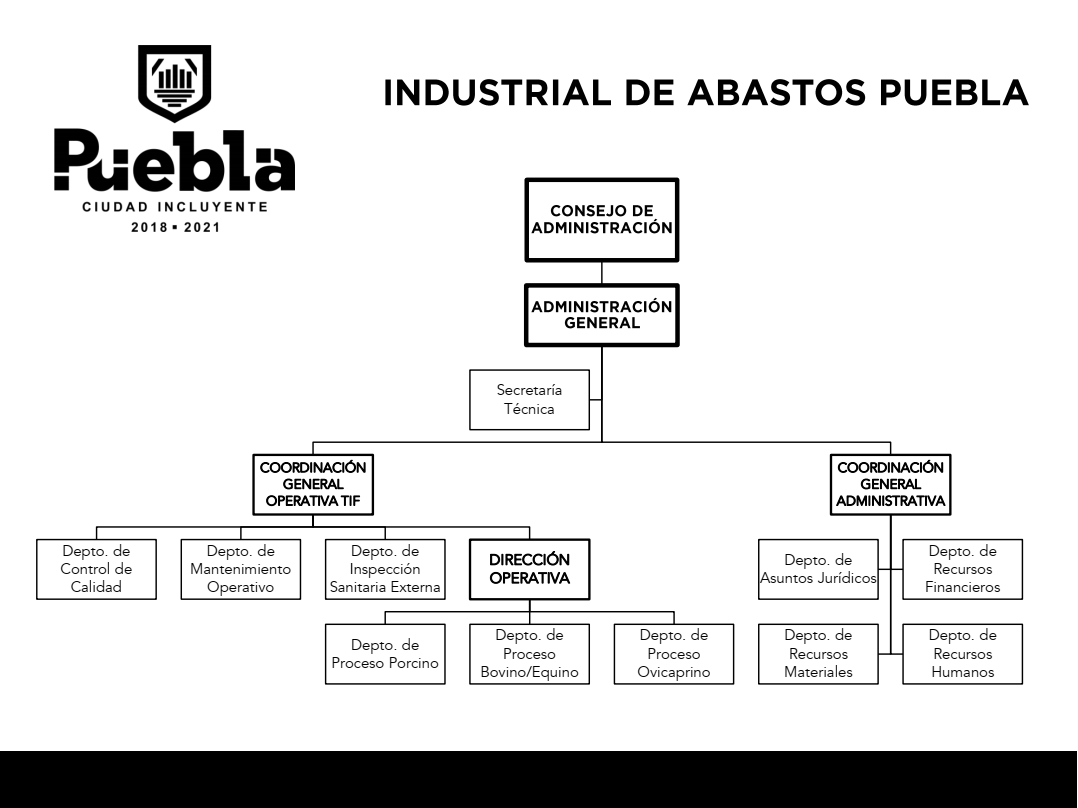 Puebla
CIUDAD INCLUYENTE
2018 ▪ 2021
INDUSTRIAL DE ABASTOS PUEBLA
CONSEJO DE
ADMINISTRACIÓN
ADMINISTRACIÓN
GENERAL
Secretaría
Técnica
COORDINACIÓN
GENERAL
OPERATIVA TIF
COORDINACIÓN
GENERAL
ADMINISTRATIVA
Depto. de
Control de
Calidad
Depto. de
Mantenimiento
Operativo
Depto. de
Inspección
Sanitaria Externa
DIRECCIÓN
OPERATIVA
Depto. de
Asuntos Jurídicos
Depto. de
Recursos
Financieros
Depto. de
Proceso Porcino
Depto. de
Proceso
Bovino/Equino
Depto. de
Proceso
Ovicaprino
Depto. de
Recursos
Materiales
Depto. de
Recursos
Humanos